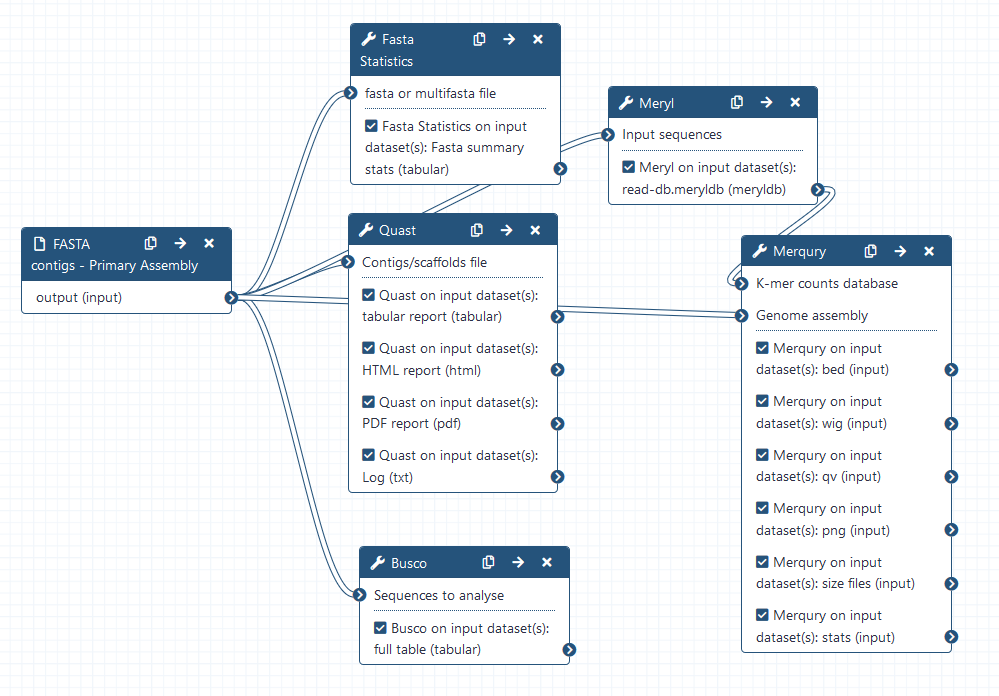 Fasta
Statistics
fasta or multifasta file
Fasta Statistics on input
dataset(s): Fasta summary
stats (tabular)
Meryl
Input sequences
Meryl on input dataset(s):
read-db.meryldb (meryldb)
FASTA
contigs - Primary Assembly
output (input)
Quast
Contigs/scaffolds file
Quast on input dataset(s):
tabular report (tabular)
Quast on input dataset(s):
HTML report (html)
Quast on input dataset(s):
PDF report (pdf)
Quast on input dataset(s):
Log (txt)
Merqury
K-mer counts database
Genome assembly
Merqury on input
dataset(s): bed (input)
Merqury on input
dataset(s): wig (input)
Merqury on input
dataset(s): qv (input)
Merqury on input
dataset(s): png (input)
Merqury on input
dataset(s): size files (input)
Merqury on input
dataset(s): stats (input)
Busco
Sequences to analyse
Busco on input dataset(s):
full table (tabular)